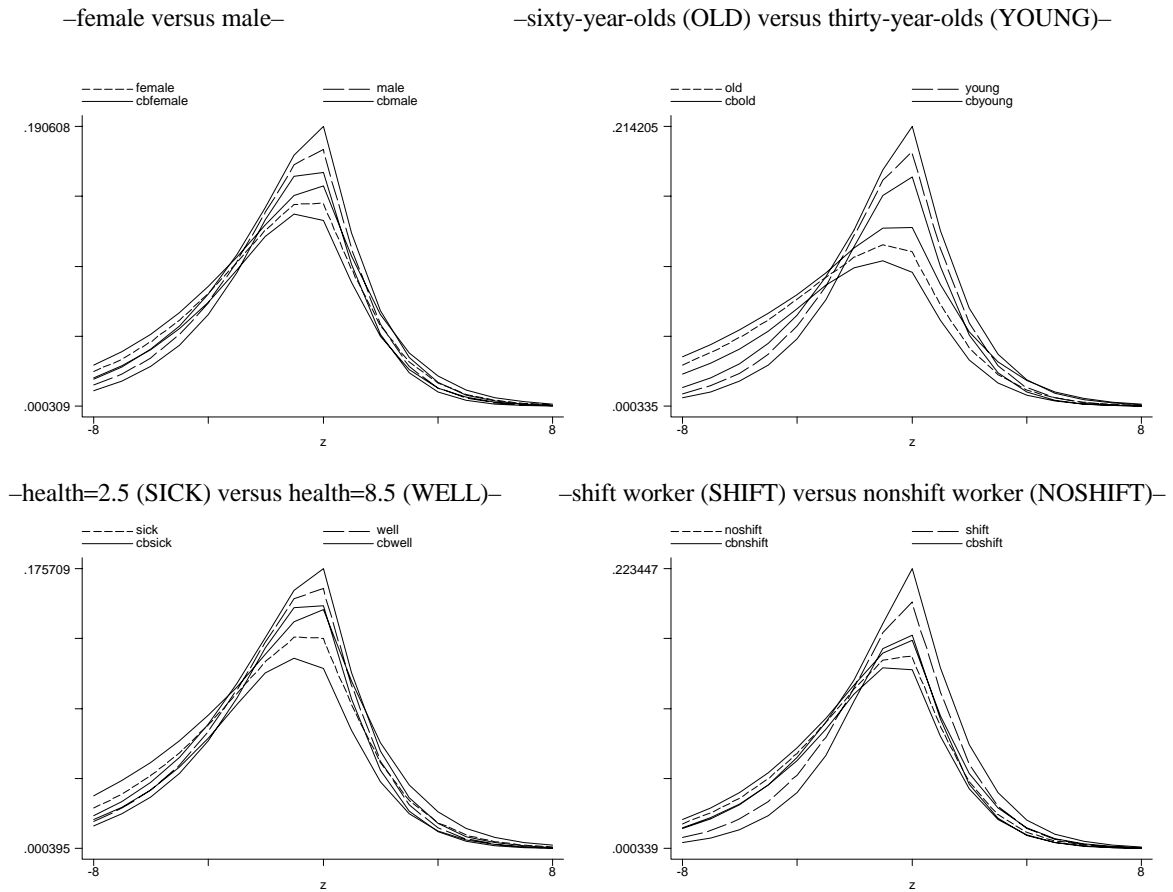 –female versus male–
female
male
cbfemale
cbmale
.190608
.000309
-8
8
z
–sixty-year-olds (OLD) versus thirty-year-olds (YOUNG)–
old
young
cbold
cbyoung
.214205
.000335
-8
8
z
–health=2.5 (SICK) versus health=8.5 (WELL)–
sick
well
cbsick
cbwell
.175709
.000395
-8
8
z
–shift worker (SHIFT) versus nonshift worker (NOSHIFT)–
noshift
shift
cbnshift
cbshift
.223447
.000339
-8
8
z